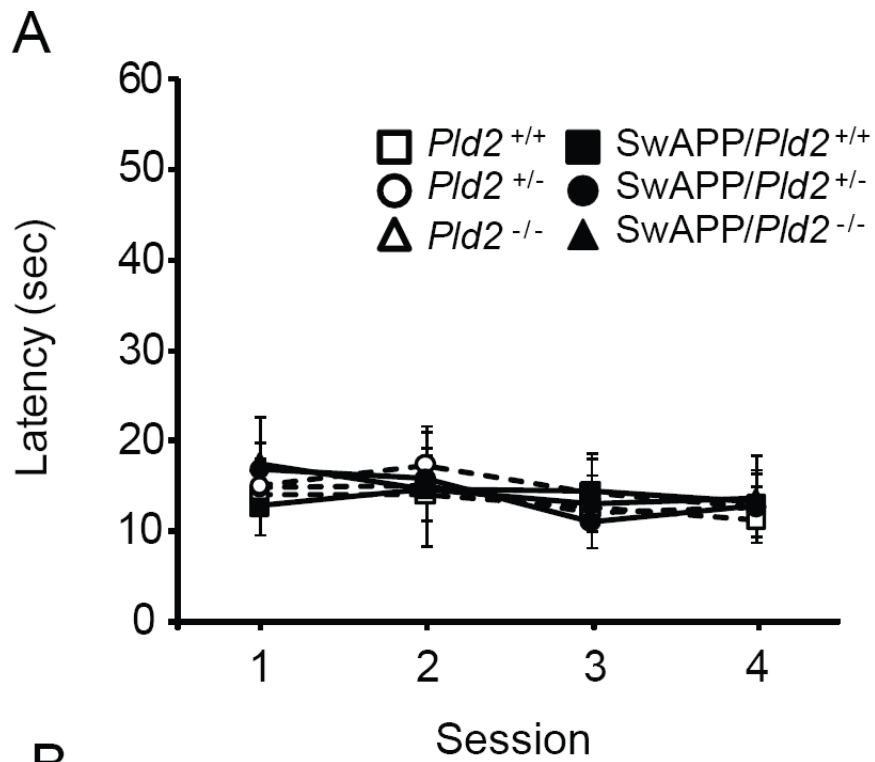 A
60
50
40
30
20
10
0
Latency (sec)
Pld2 +/+
SwAPP/Pld2 +/+
Pld2 +/-
SwAPP/Pld2 +/-
Pld2 -/-
SwAPP/Pld2 -/-
1 2 3 4
Session